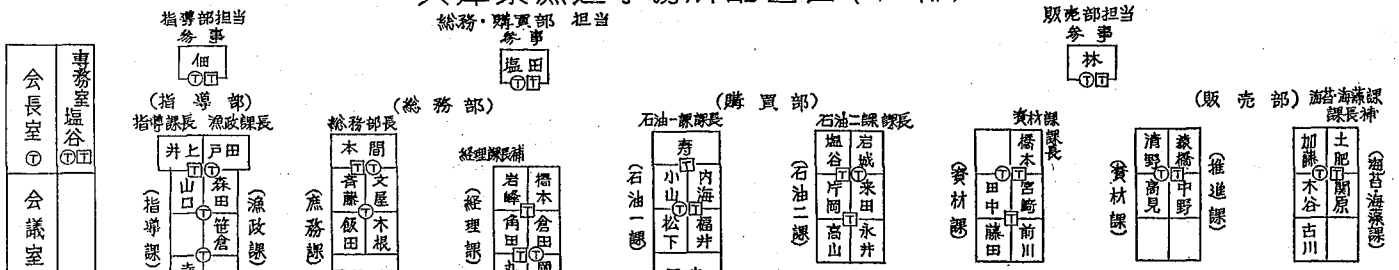 指導部担当
参事
佃
総務・購買部 担当
参事
塩田
販売部担当
参事
林
会長室
専務室
塩谷
会議室
(指導部)
指導課長 漁政課長
井上 戸田
山口 森田
笹倉
(指導課)
(漁政課)
(総務部)
総務部長
本間
斉藤 文屋
飯田 木根
(庶務課)
経理課長補
岩峰 橋本
角田 倉田
(経理課)
(購買部)
石油一課課長
寿
小山 内海
松下 福井
(石油一課)
石油二課課長
塩谷 岩城
片岡 来田
高山 永井
(石油二課)
資材課課長
橋本
田中 宮崎
藤田 前川
(資材課)
(販売部)
清野
高見 中野
(資材課)
(推進課)
海苔・海藻課課長補
加藤 土肥
木谷 関原
古川
(海苔・海藻課)